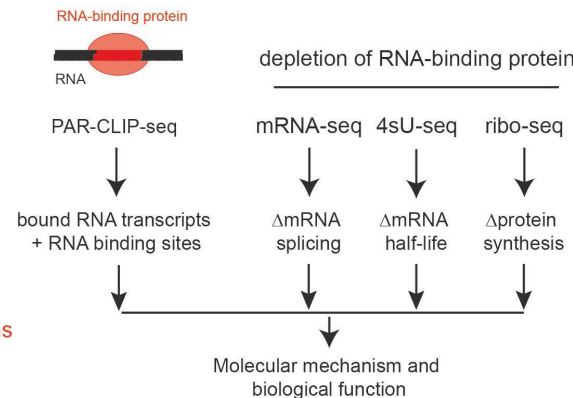 RNA-binding protein
RNA
depletion of RNA-binding protein
PAR-CLIP-seq
mRNA-seq 4sU-seq ribo-seq
bound RNA transcripts
+ RNA binding sites
ΔmRNA
splicing
ΔmRNA
half-life
Δprotein
synthesis
Molecular mechanism and
biological function